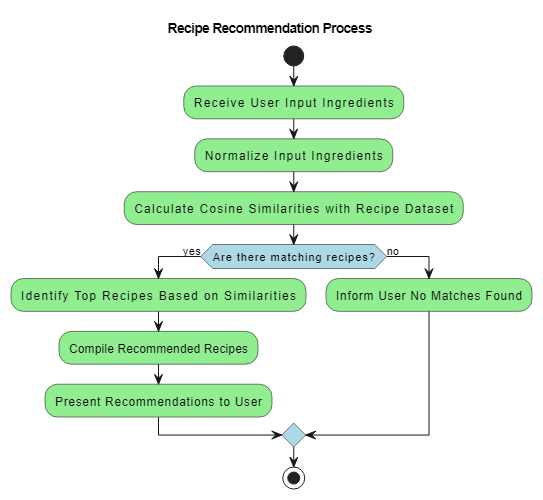 Recipe Recommendation Process
Receive User Input Ingredients
Normalize Input Ingredients
Calculate Cosine Similarities with Recipe Dataset
Are there matching recipes?
yes
no
Identify Top Recipes Based on Similarities
Inform User No Matches Found
Compile Recommended Recipes
Present Recommendations to User